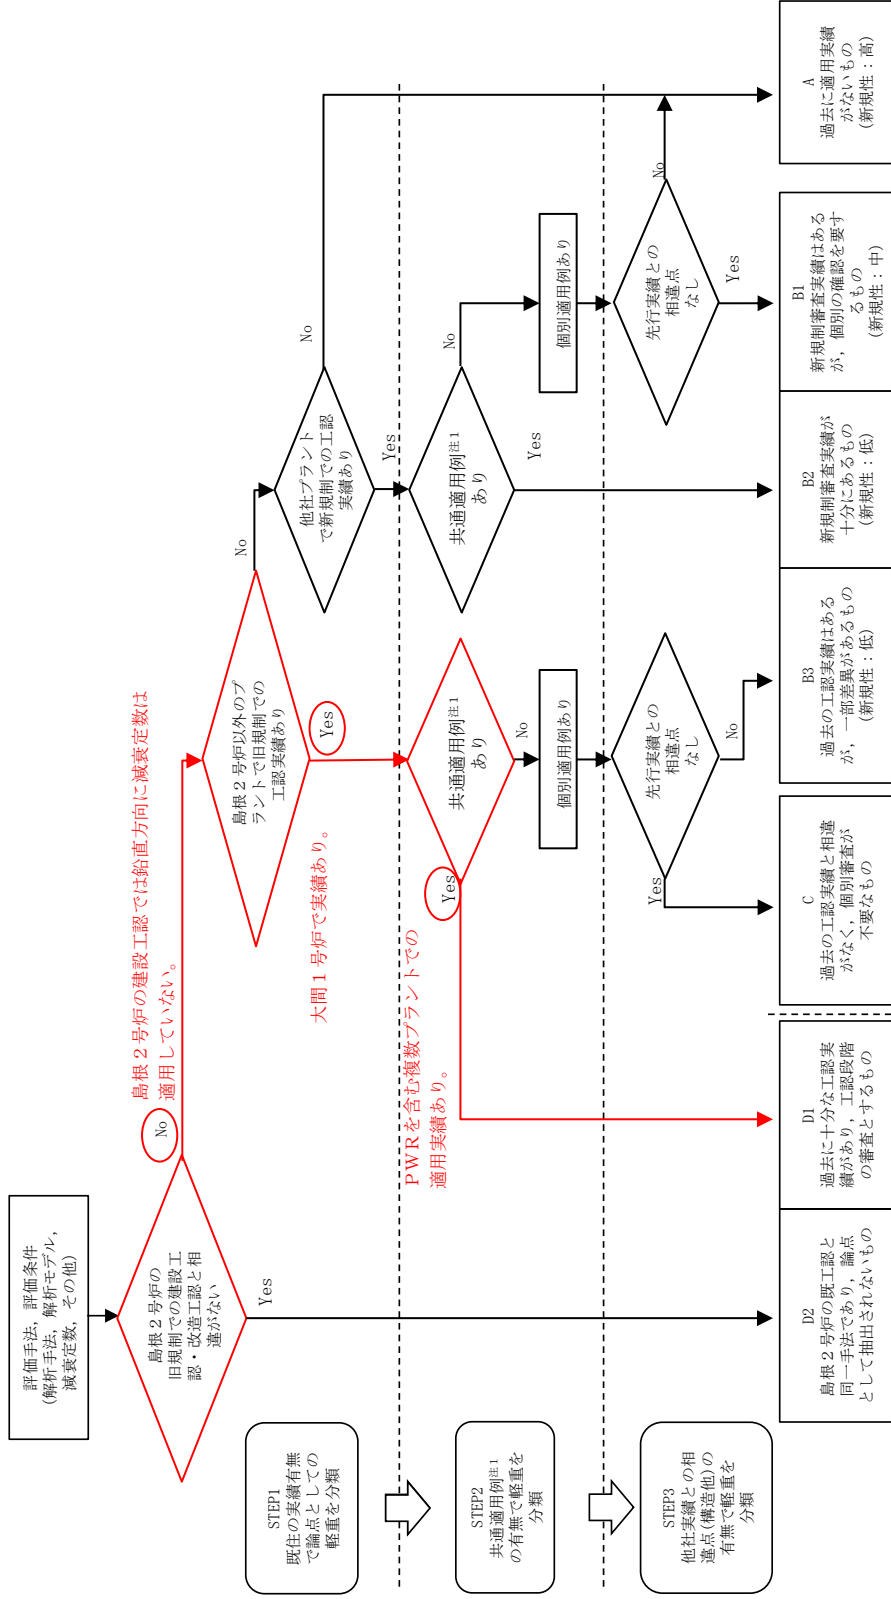 評価手法，評価条件
(解析手法，解析モデル，
減衰定数，その他)
島根２号炉の
旧規制での建設工
認・改造工認と相
違がない
No
Yes
島根２号炉の建設工認では鉛直方向に減衰定数は
適用していない。
島根２号炉以外のプ
ラントで旧規制での
工認実績あり
No
Yes
大間１号炉で実績あり。
他社プラント
で新規制での工認
実績あり
No
Yes
STEP1
既往の実績有無
で論点としての
軽重を分類
STEP2
共通適用例注1
の有無で軽重を
分類
STEP3
他社実績との相
違点(構造他)の
有無で軽重を
分類
PWRを含む複数プラントでの
適用実績あり。
共通適用例注1
あり
Yes
No
共通適用例注1
あり
No
Yes
個別適用例あり
個別適用例あり
先行実績との
相違点
なし
Yes
No
先行実績との
相違点
なし
No
Yes
D2
島根２号炉の既工認と
同一手法であり，論点
として抽出されないもの
D1
過去に十分な工認実
績があり，工認段階
の審査とするもの
C
過去の工認実績と相違
がなく，個別審査が
不要なもの
B3
過去の工認実績はある
が，一部差異があるもの
(新規性：低)
B2
新規制審査実績が
十分にあるもの
(新規性：低)
B1
新規制審査実績はある
が，個別の確認を要す
るもの
(新規性：中)
A
過去に適用実績
がないもの
(新規性：高)